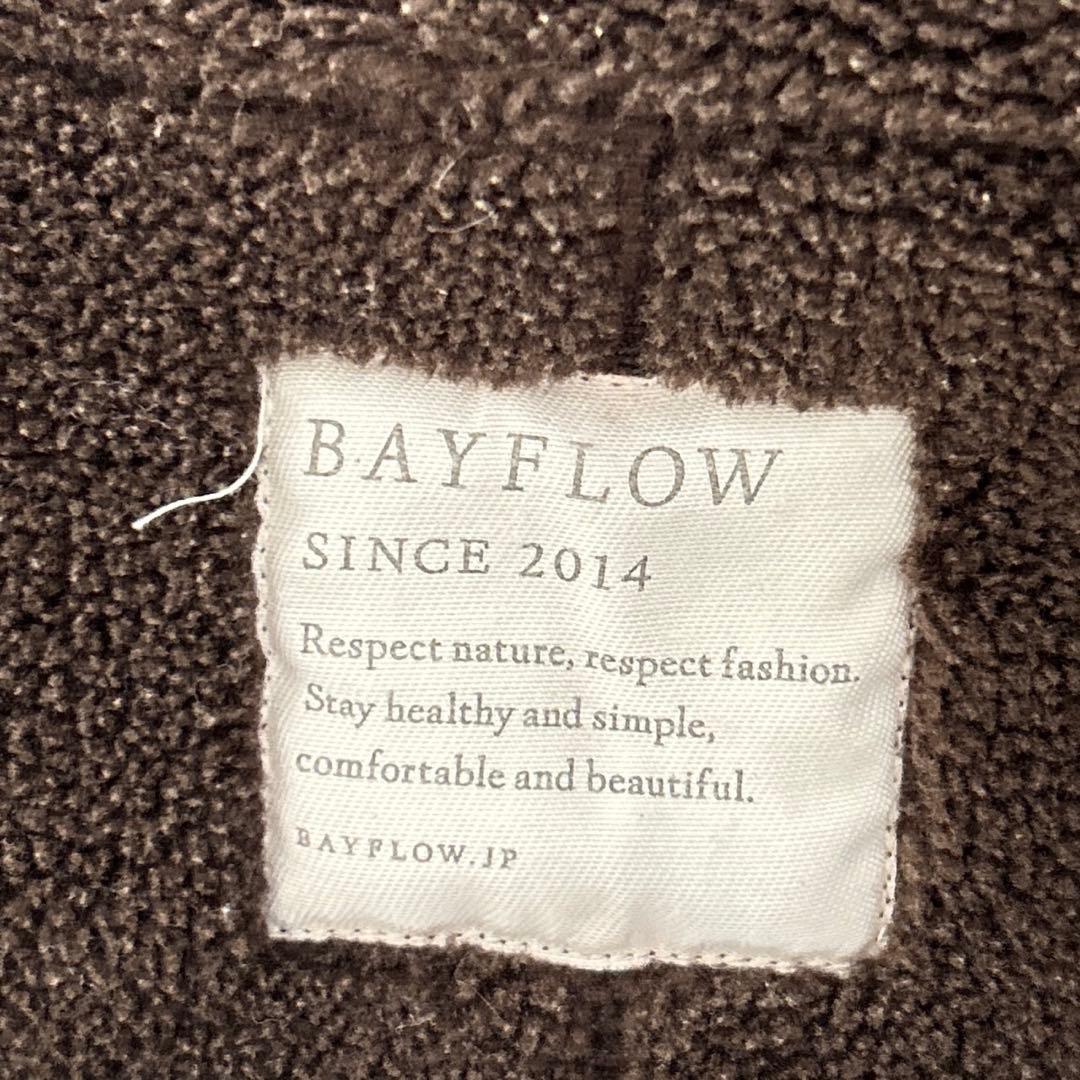 BAYFLOW
SINCE 2014
Respect nature, respect fashion.
Stay healthy and simple,
comfortable and beautiful.
BAYFLOW.JP